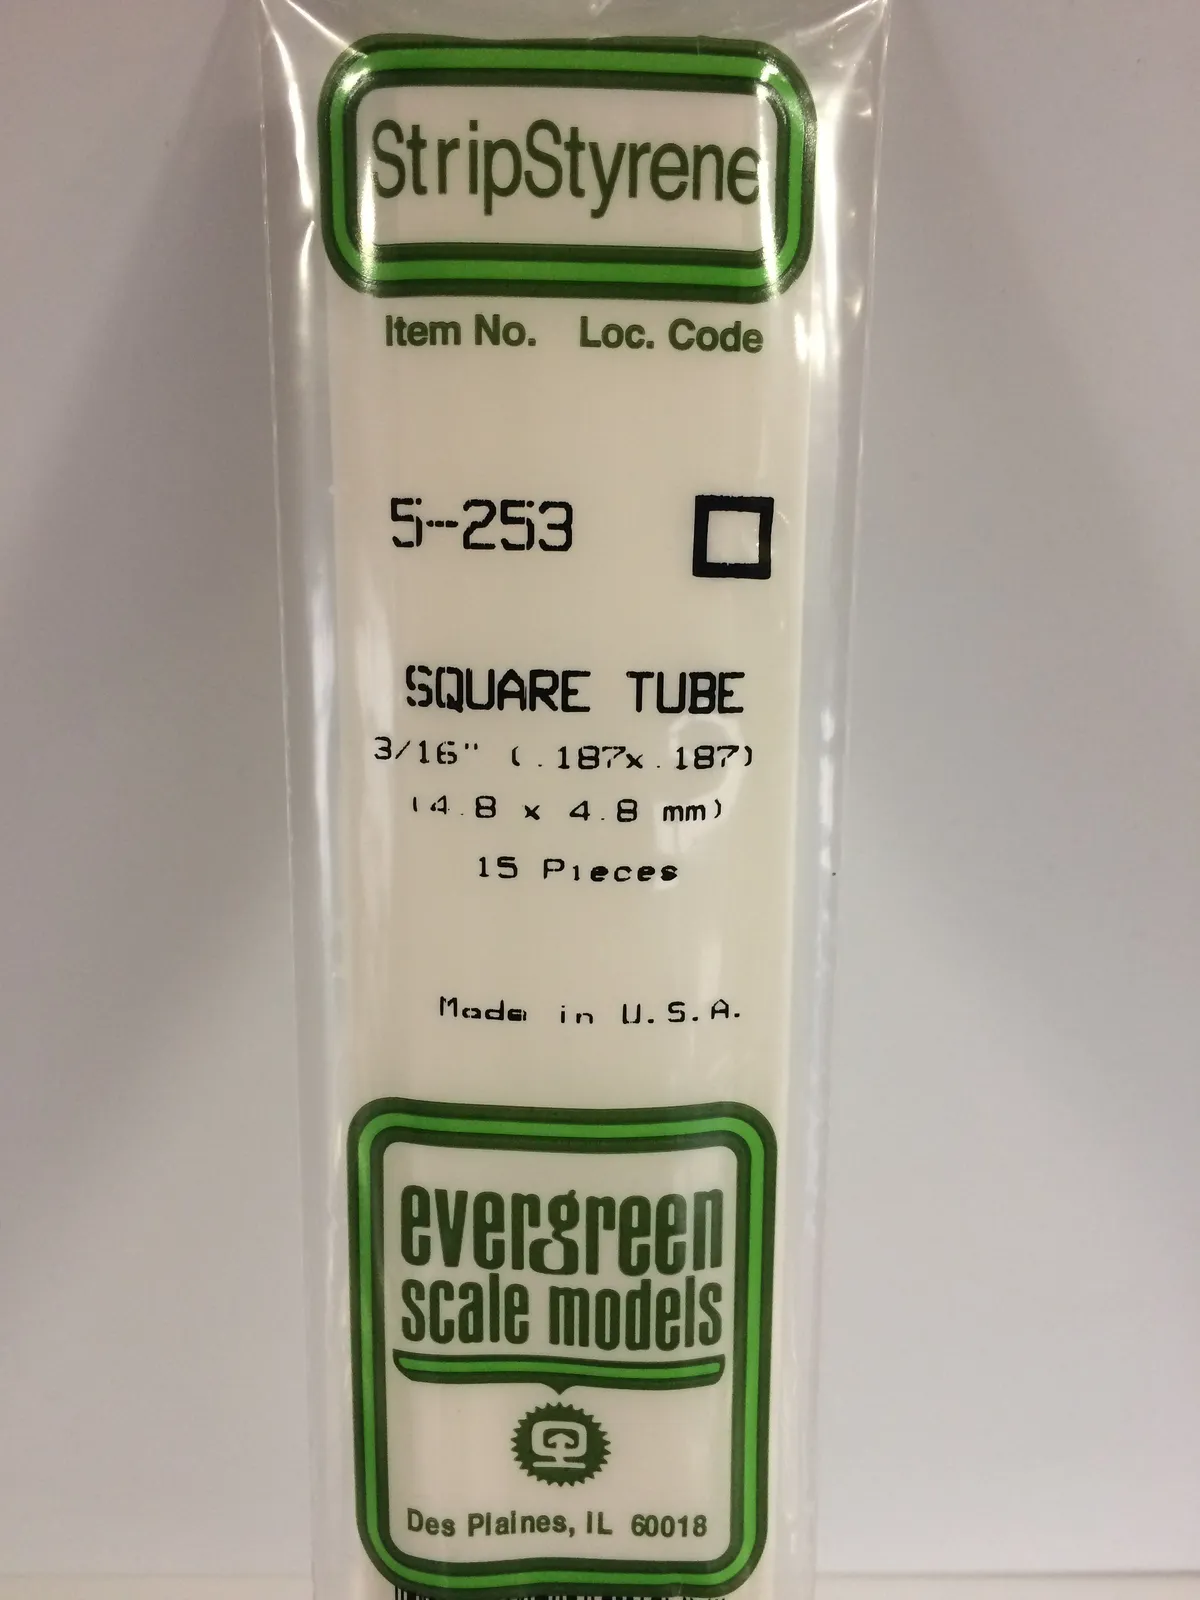 StripStyrene
Item No. Loc. Code
5-253
SQUARE TUBE
3/16" (.187x.187)
(4.8 x 4.8 mm)
15 Pieces
Made in U.S.A.
evergreen
scale models
Des Plaines, IL 60018